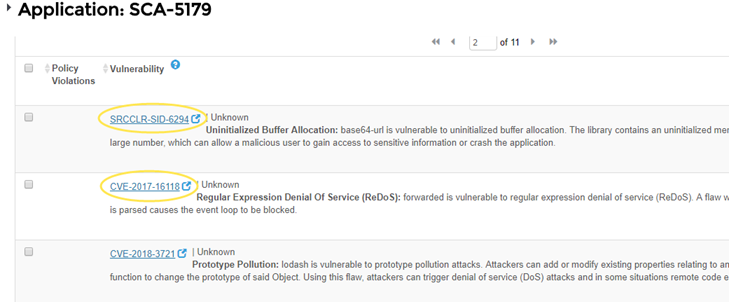 Application: SCA-5179
2 of 11
Policy Violations Vulnerability
SRCCLR-SID-6294 | Unknown
Uninitialized Buffer Allocation: base64-url is vulnerable to uninitialized buffer allocation. The library contains an uninitialized
large number, which can allow a malicious user to gain access to sensitive information or crash the application.
CVE-2017-16118 | Unknown
Regular Expression Denial Of Service (ReDoS): forwarded is vulnerable to regular expression denial of service (ReDoS). A flaw
is parsed causes the event loop to be blocked.
CVE-2018-3721 | Unknown
Prototype Pollution: lodash is vulnerable to prototype pollution attacks. Attackers can add or modify existing properties relating to
function to change the prototype of said Object. Using this flaw, attackers can trigger denial of service (DoS) attacks and in some situations remote code